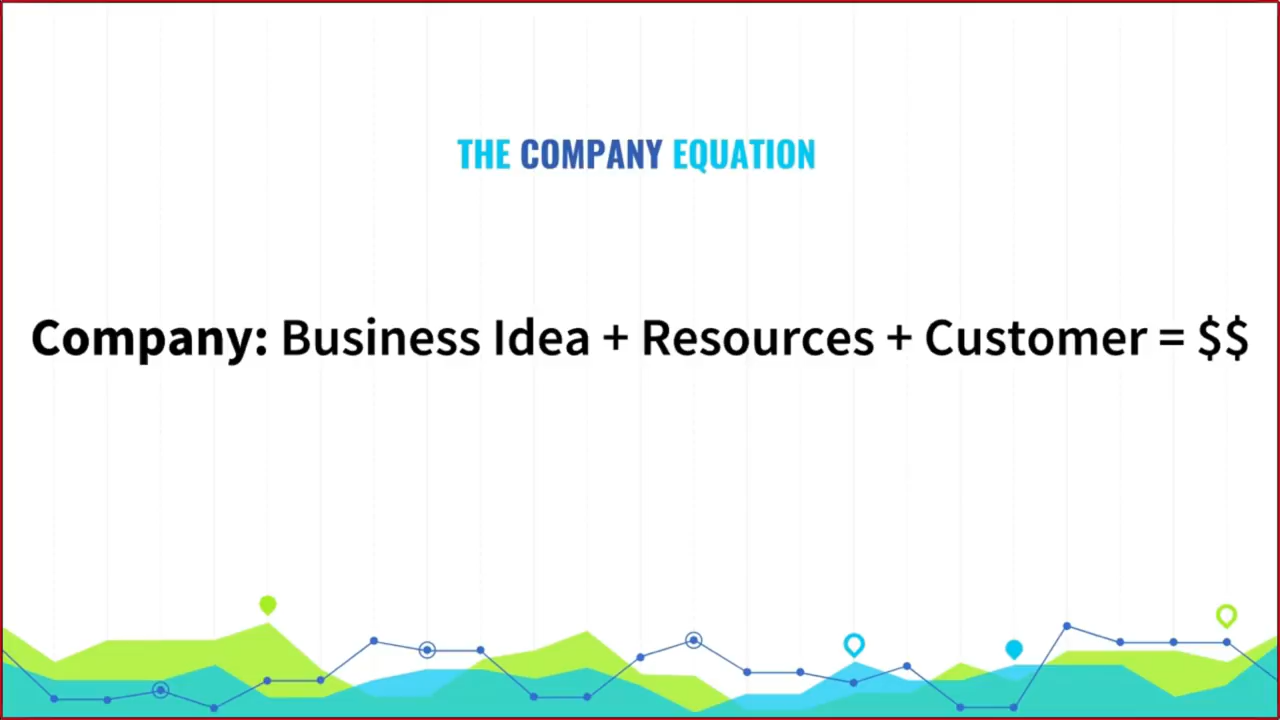 THE COMPANY EQUATION
Company: Business Idea + Resources + Customer = $$